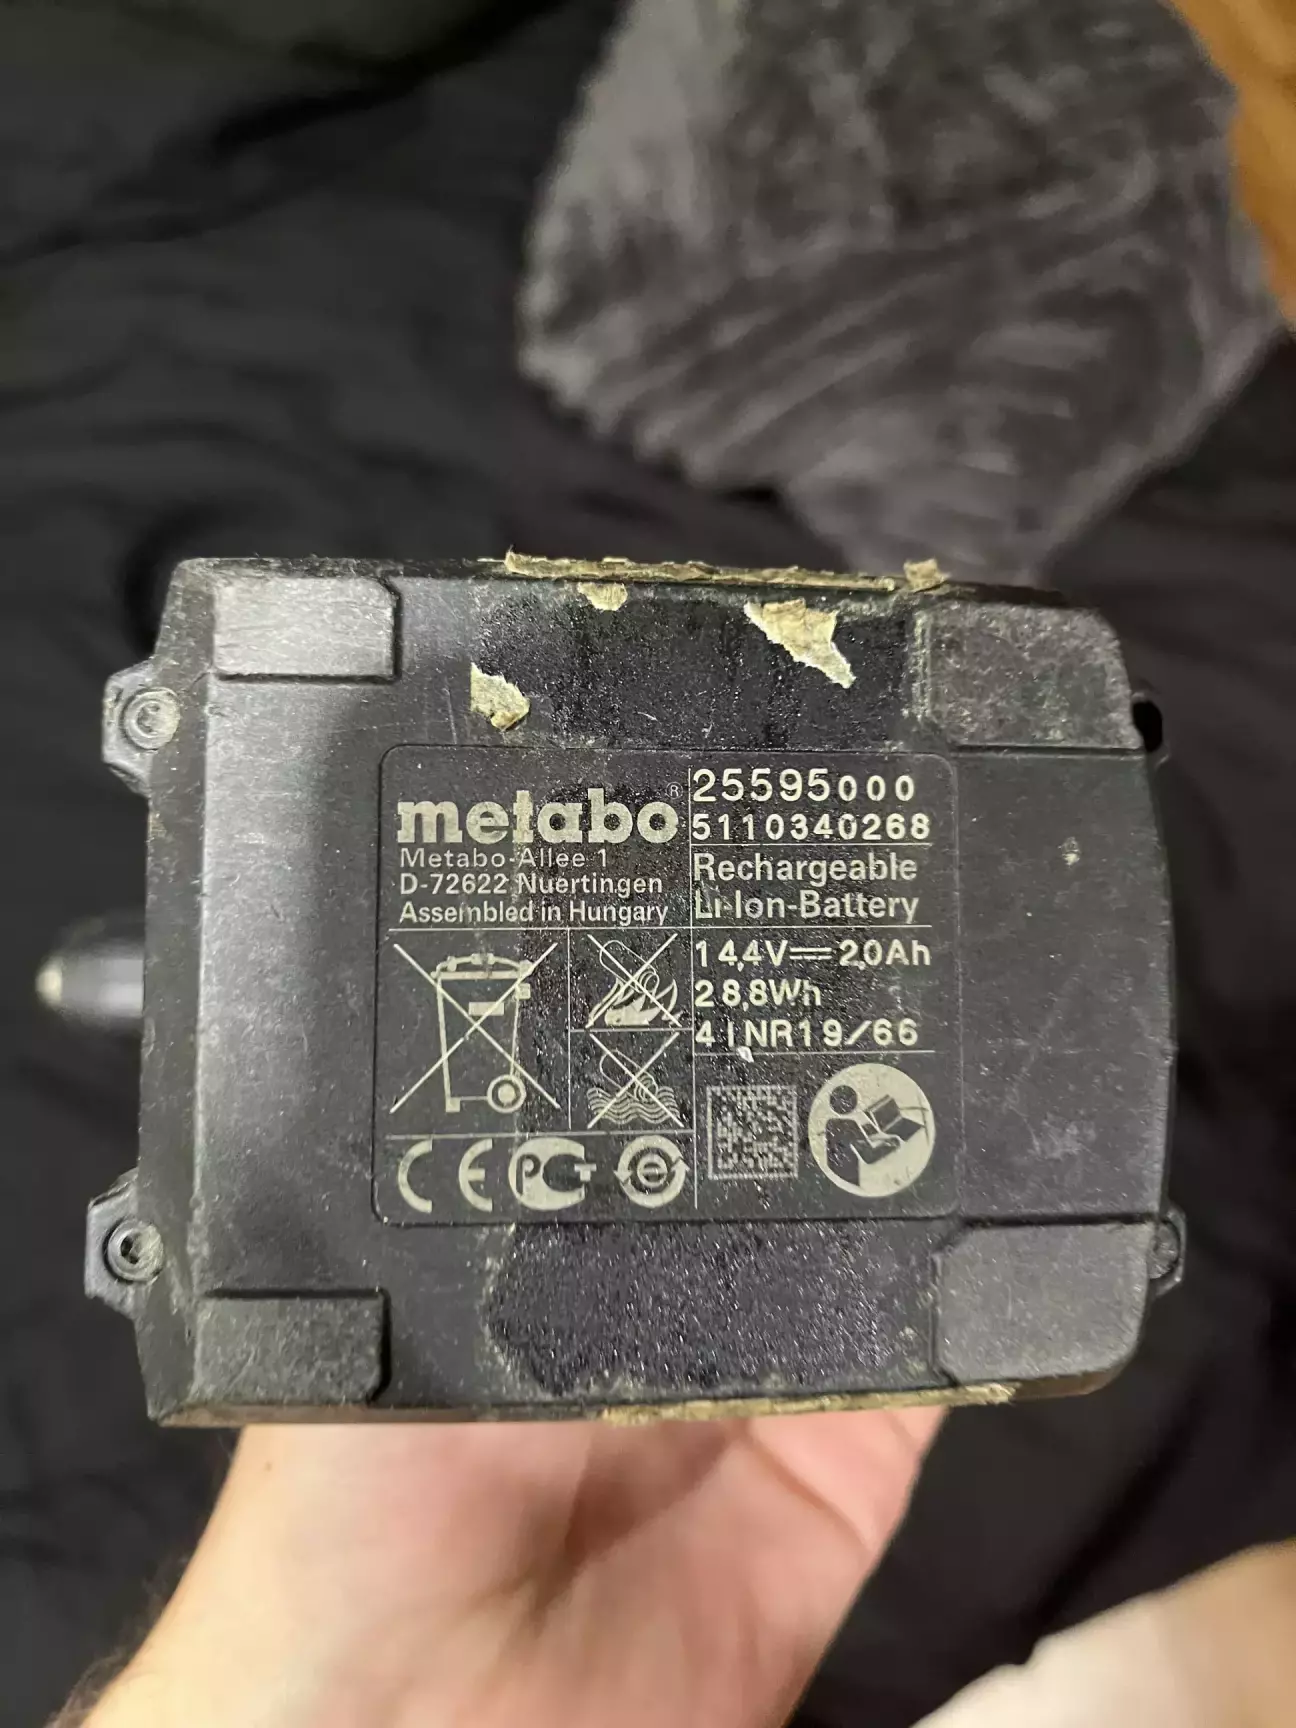 metabo®
Metabo-Allee 1
D-72622 Nuertingen
Assembled in Hungary
25595000
5110340268
Rechargeable
Li-Ion-Battery
14,4V⎓2,0Ah
28,8Wh
4INR19/66
CE PCT